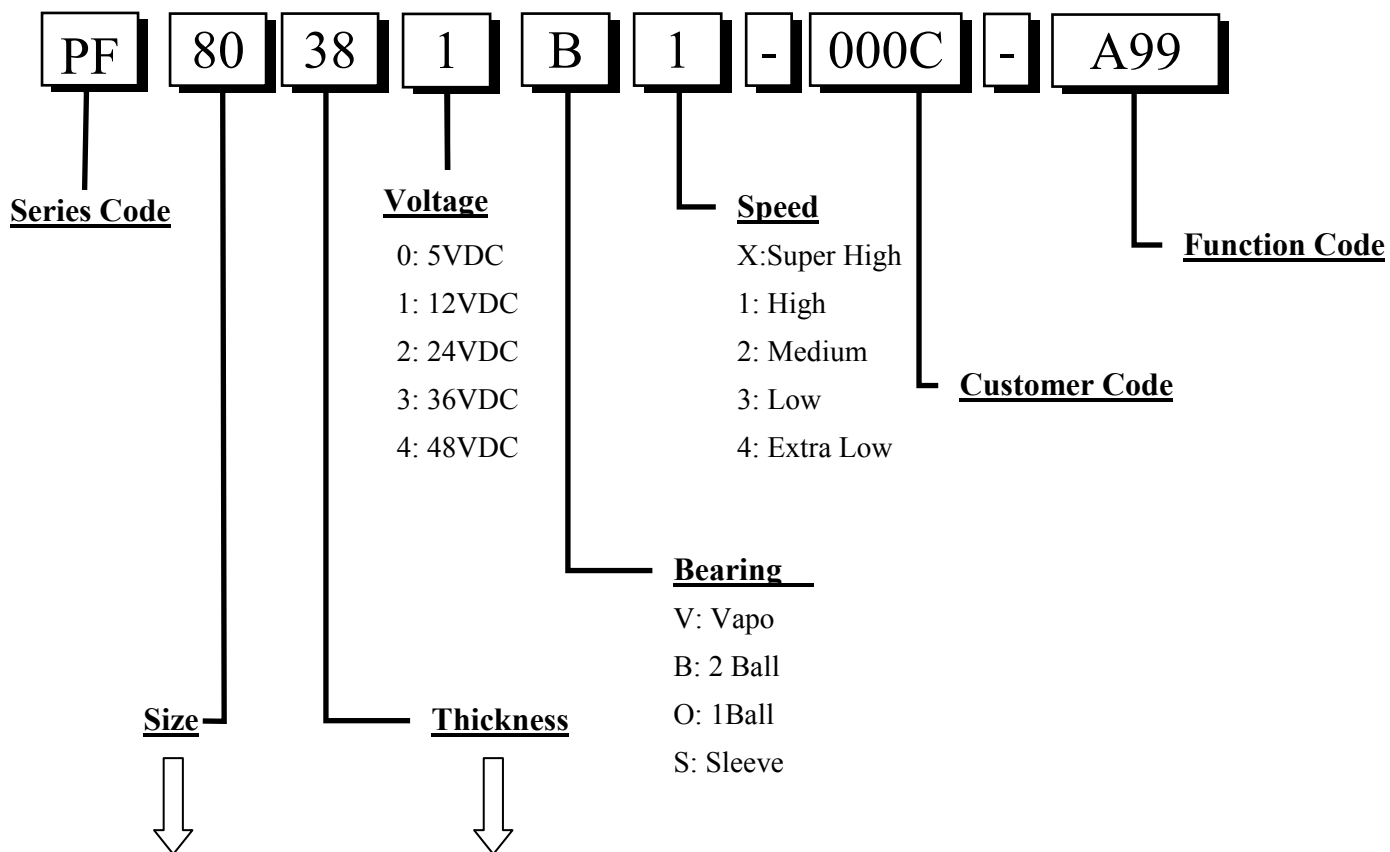 PF 80 38 1 B 1 - 000C - A99
Series Code
Voltage
0: 5VDC
1: 12VDC
2: 24VDC
3: 36VDC
4: 48VDC
Speed
X:Super High
1: High
2: Medium
3: Low
4: Extra Low
Function Code
Customer Code
Bearing
V: Vapo
B: 2 Ball
O: 1Ball
S: Sleeve
Size
Thickness